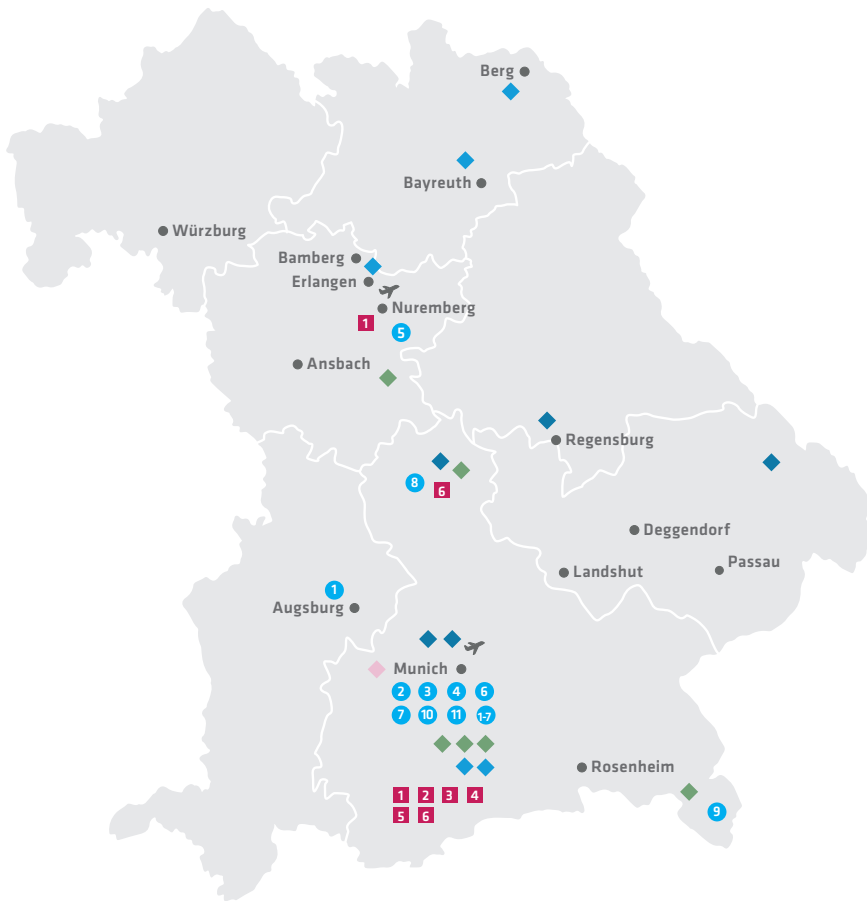 Berg
Bayreuth
Würzburg
Bamberg
Erlangen
Nuremberg
1
5
Ansbach
Regensburg
8
6
Deggendorf
Passau
Landshut
1
Augsburg
Munich
2 3 4 6
7 10 11 1-7
Rosenheim
1 2 3 4
9
5 6